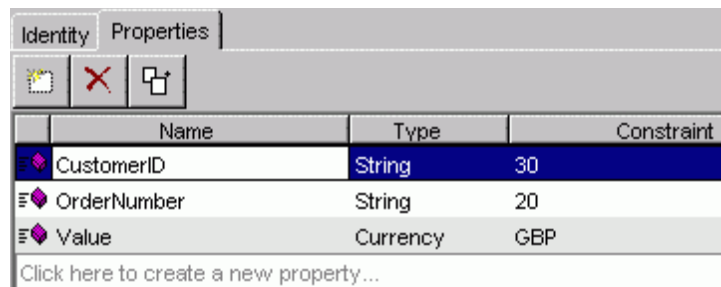 Identity Properties
Name Type Constraint
CustomerID String 30
OrderNumber String 20
Value Currency GBP
Click here to create a new property...